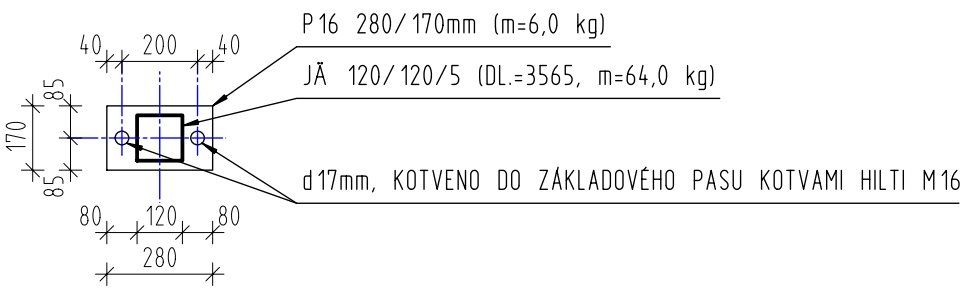 P16 280/170mm (m=6,0 kg)
40 200 40
JÄ 120/120/5 (DL.=3565, m=64,0 kg)
85
170
85
d17mm, KOTVENO DO ZÁKLADOVÉHO PASU KOTVAMI HILTI M16
80 120 80
280